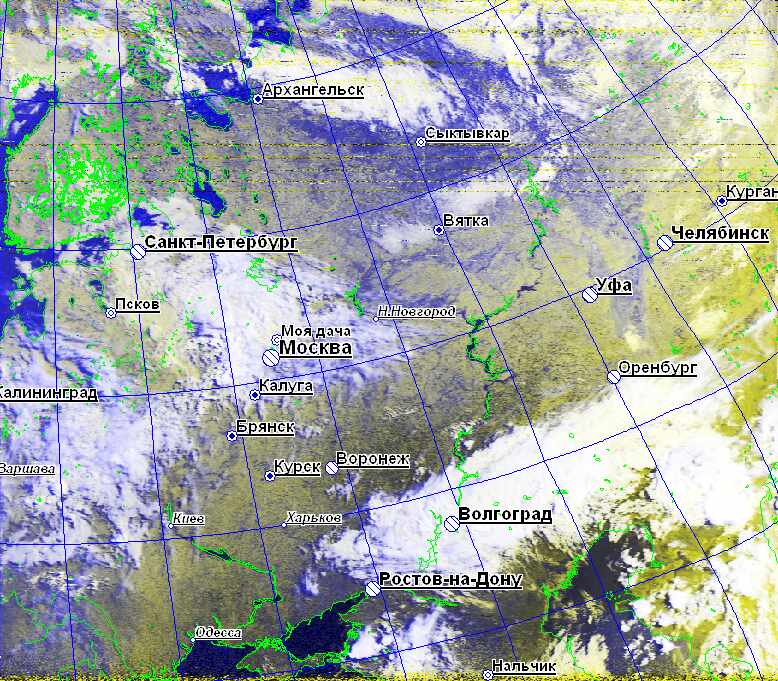 Архангельск
Сыктывкар
Курган
Вятка
Челябинск
Санкт-Петербург
Уфа
Псков
Н.Новгород
Моя дача
Москва
Оренбург
Калуга
Калининград
Брянск
Воронеж
Курск
Варшава
Киев
Харьков
Волгоград
Ростов-на-Дону
Одесса
Нальчик